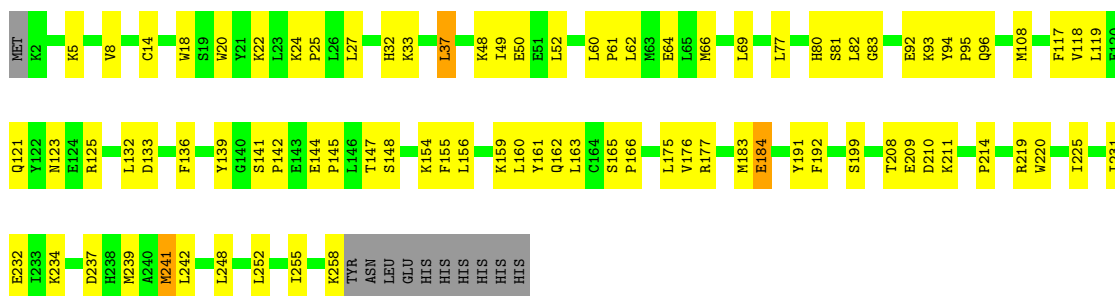 MET K2 K5 V8 C14 W18 S19 W20 Y21 K22 L23 K24 P25 L26 L27 H32 K33 L37 K48 I49 E50 E51 L52 L60 P61 L62 M63 E64 L65 M66 L69 L77 H80 S81 L82 G83 E92 K93 Y94 P95 Q96 M108 F117 V118 L119
Q121 Y122 N123 E124 R125 L132 D133 F136 Y139 G140 S141 P142 E143 E144 P145 L146 T147 S148 K154 F155 L156 K159 L160 Y161 Q162 L163 C164 S165 P166 L175 V176 R177 M183 E184 Y191 F192 S199 T208 E209 D210 K211 P214 R219 W220 I225
E232 I233 K234 D237 H238 M239 A240 M241 L242 L248 L252 I255 K258 TYR ASN LEU GLU HIS HIS HIS HIS HIS HIS